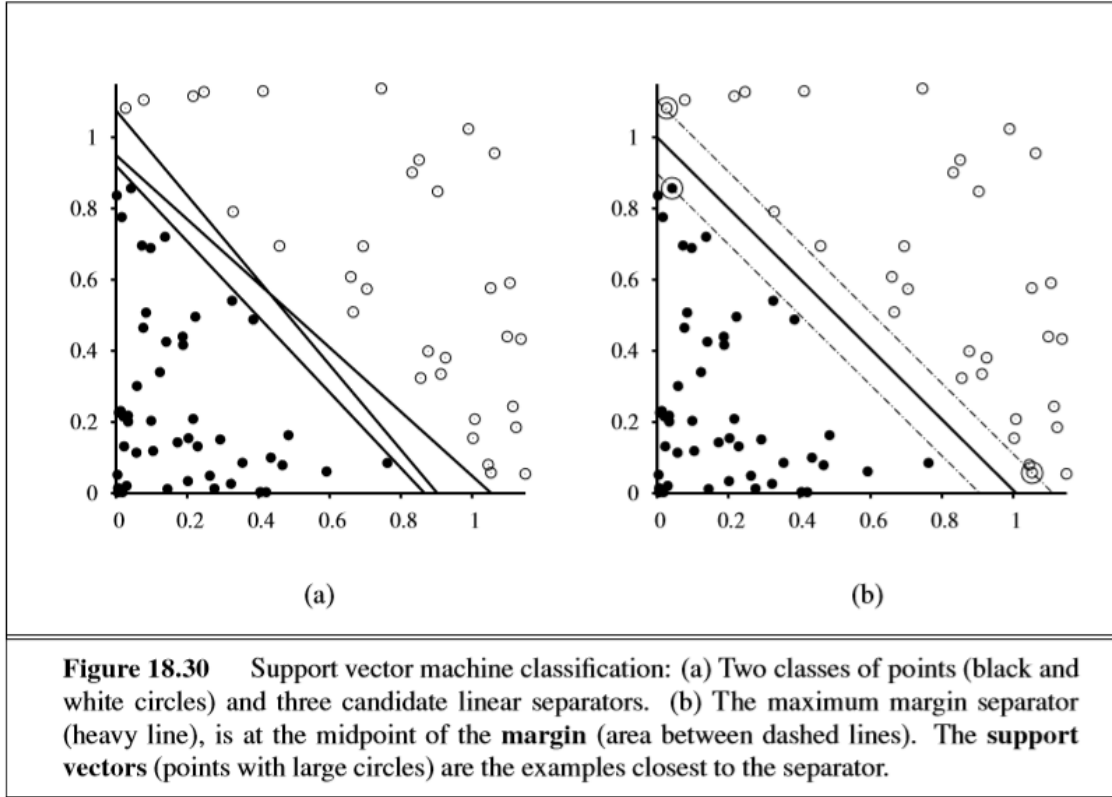 1
0.8
0.6
0.4
0.2
0
0 0.2 0.4 0.6 0.8 1
(a)
1
0.8
0.6
0.4
0.2
0
0 0.2 0.4 0.6 0.8 1
(b)
Figure 18.30 Support vector machine classification: (a) Two classes of points (black and
white circles) and three candidate linear separators. (b) The maximum margin separator
(heavy line), is at the midpoint of the margin (area between dashed lines). The support
vectors (points with large circles) are the examples closest to the separator.